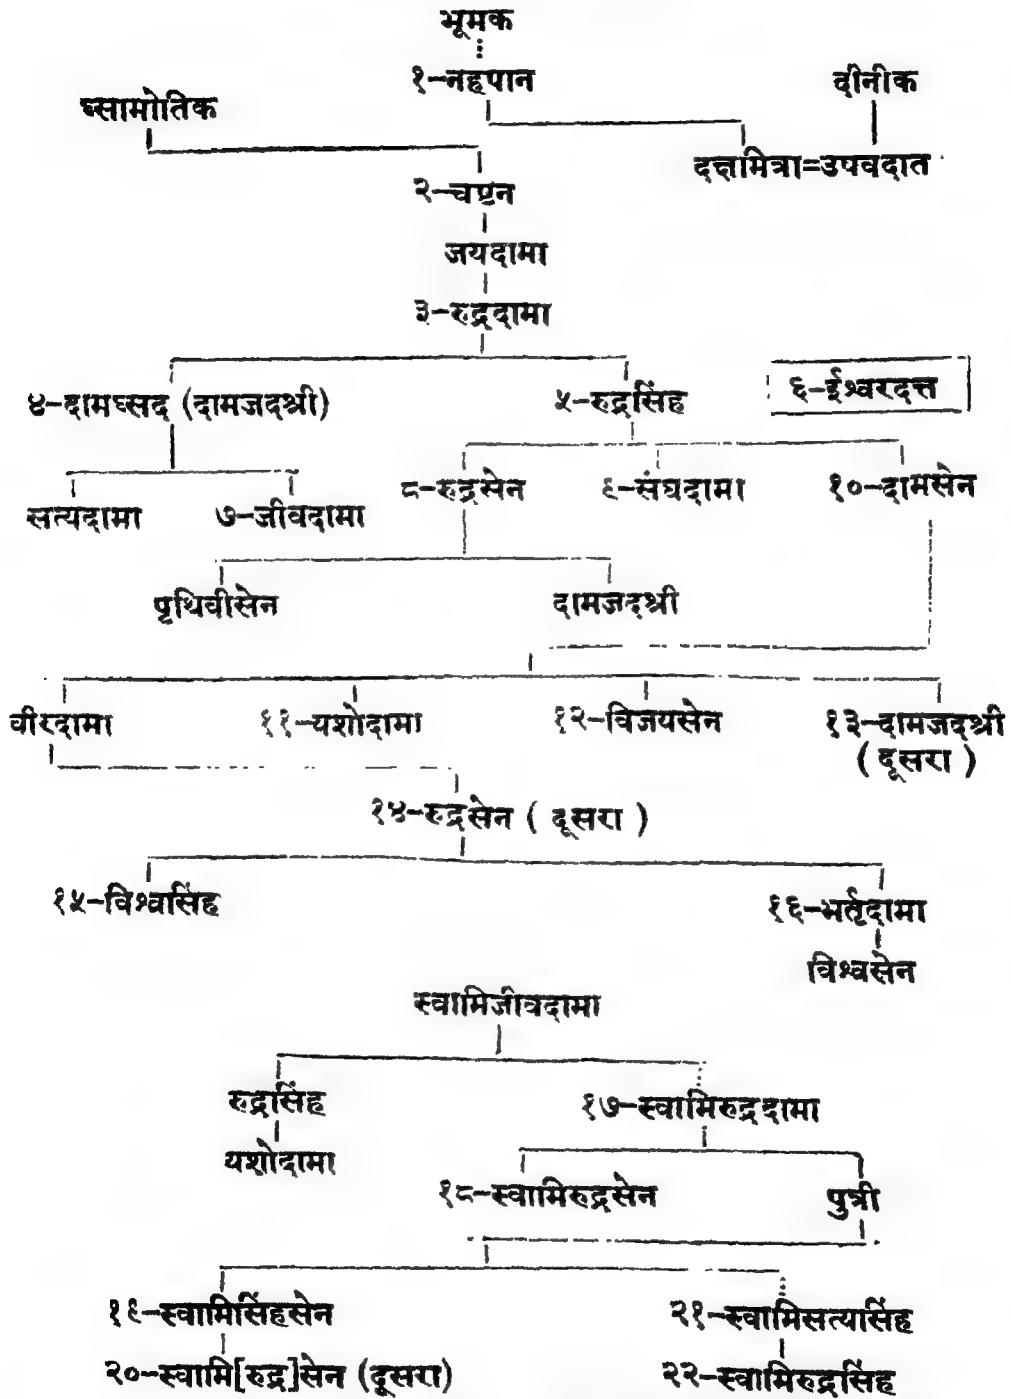 भूमक
१-नहपान
दीनीक
घ्सामोतिक
दक्षमित्रा=उपवदात
२-चष्टन
जयदामा
३-रुद्रदामा
४-दामघ्सद (दामजदश्री)
५-रुद्रसिंह
६-ईश्वरदत्त
सत्यदामा
७-जीवदामा
८-रुद्रसेन
९-संघदामा
१०-दामसेन
पृथिवीसेन
दामजदश्री
वीरदामा
११-यशोदामा
१२-विजयसेन
१३-दामजदश्री
( दूसरा )
१४-रुद्रसेन ( दूसरा )
१५-विश्वसिंह
१६-भर्तृदामा
विश्वसेन
स्वामिजीवदामा
रुद्रसिंह
१७-स्वामिरुद्रदामा
यशोदामा
१८-स्वामिरुद्रसेन
पुत्री
१९-स्वामिसिंहसेन
२१-स्वामिसत्यसिंह
२०-स्वामि[रुद्र]सेन (दूसरा)
२२-स्वामिरुद्रसिंह